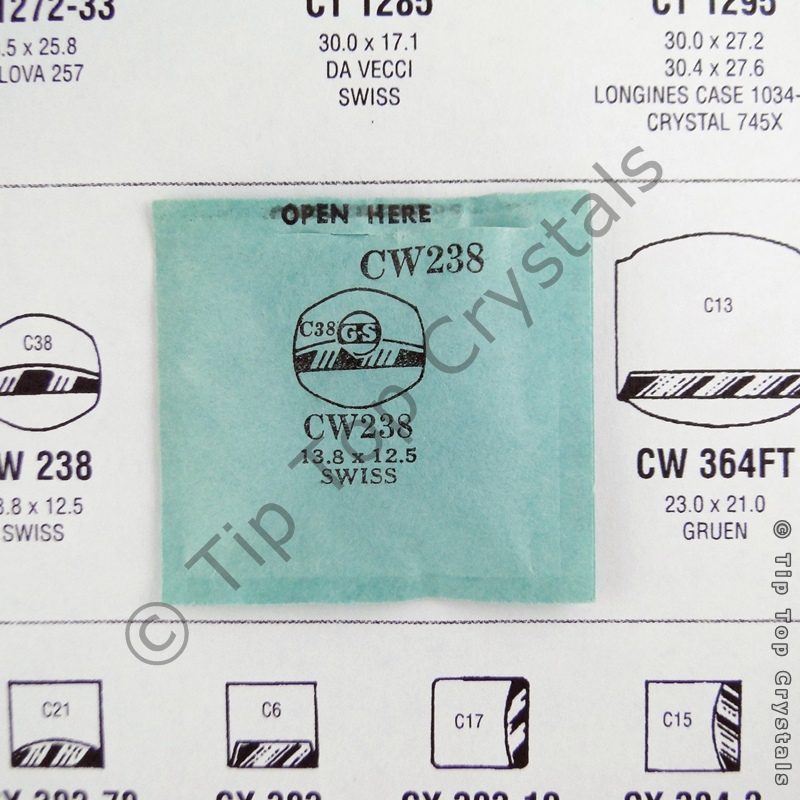 1272-33
.5 x 25.8
LOVA 257
CT 1285
30.0 x 17.1
DA VECCI
SWISS
CT 1295
30.0 x 27.2
30.4 x 27.6
LONGINES CASE 1034-
CRYSTAL 745X
OPEN HERE
CW238
C38 G-S
CW238
13.8 x 12.5
SWISS
C38
W 238
3.8 x 12.5
SWISS
C13
CW 364FT
23.0 x 21.0
GRUEN
© Tip Top Crystals
© Tip Top Crystals
C21
C6
C17
C15